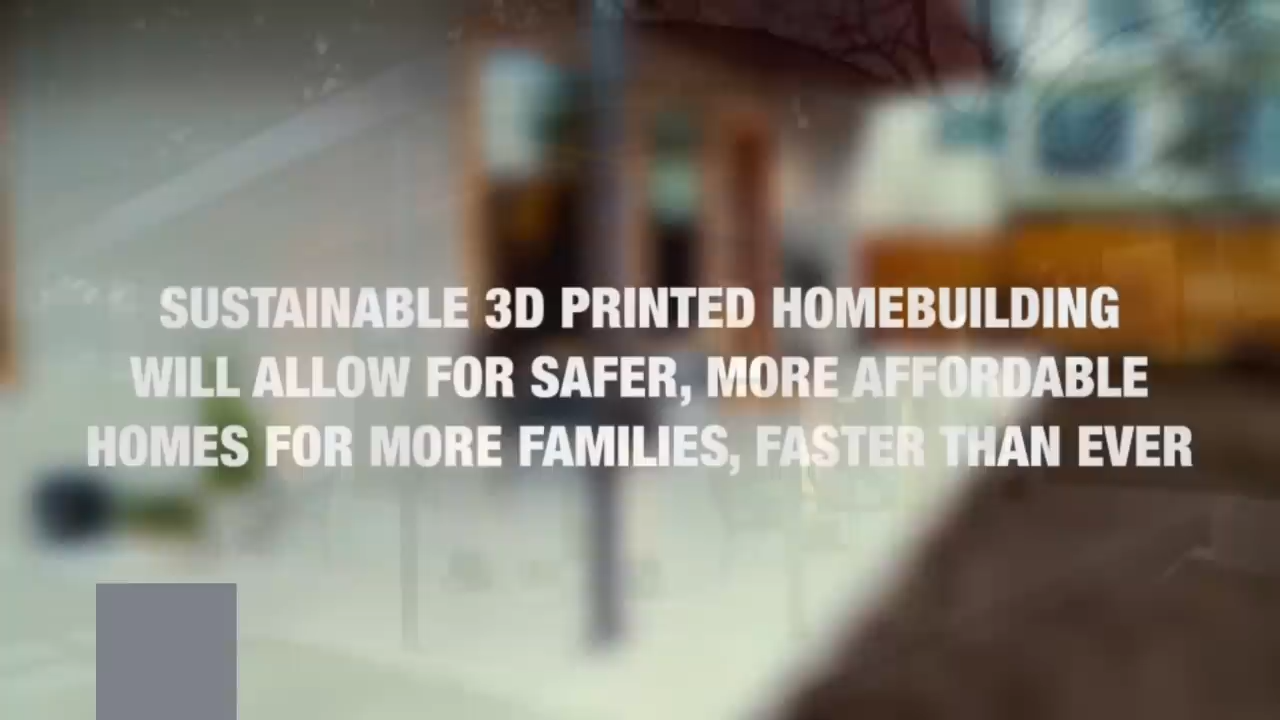 SUSTAINABLE 3D PRINTED HOMEBUILDING
WILL ALLOW FOR SAFER, MORE AFFORDABLE
HOMES FOR MORE FAMILIES, FASTER THAN EVER